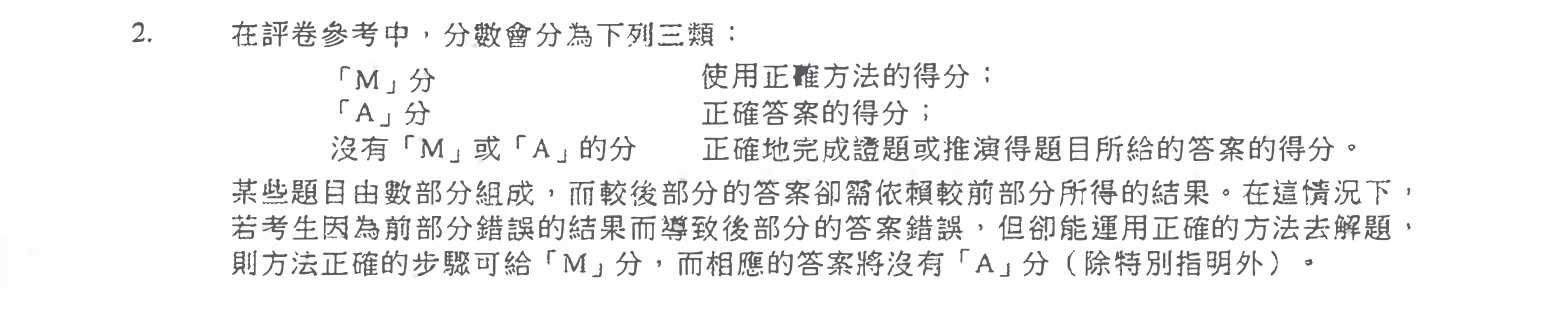 2. 在評卷參考中，分數會分為下列三類：
「M」分 使用正確方法的得分；
「A」分 正確答案的得分；
沒有「M」或「A」的分 正確地完成證題或推演得題目所給的答案的得分。
某些題目由數部分組成，而較後部分的答案卻需依賴較前部分所得的結果。在這情況下，
若考生因為前部分錯誤的結果而導致後部分的答案錯誤，但卻能運用正確的方法去解題，
則方法正確的步驟可給「M」分，而相應的答案將沒有「A」分（除特別指明外）。